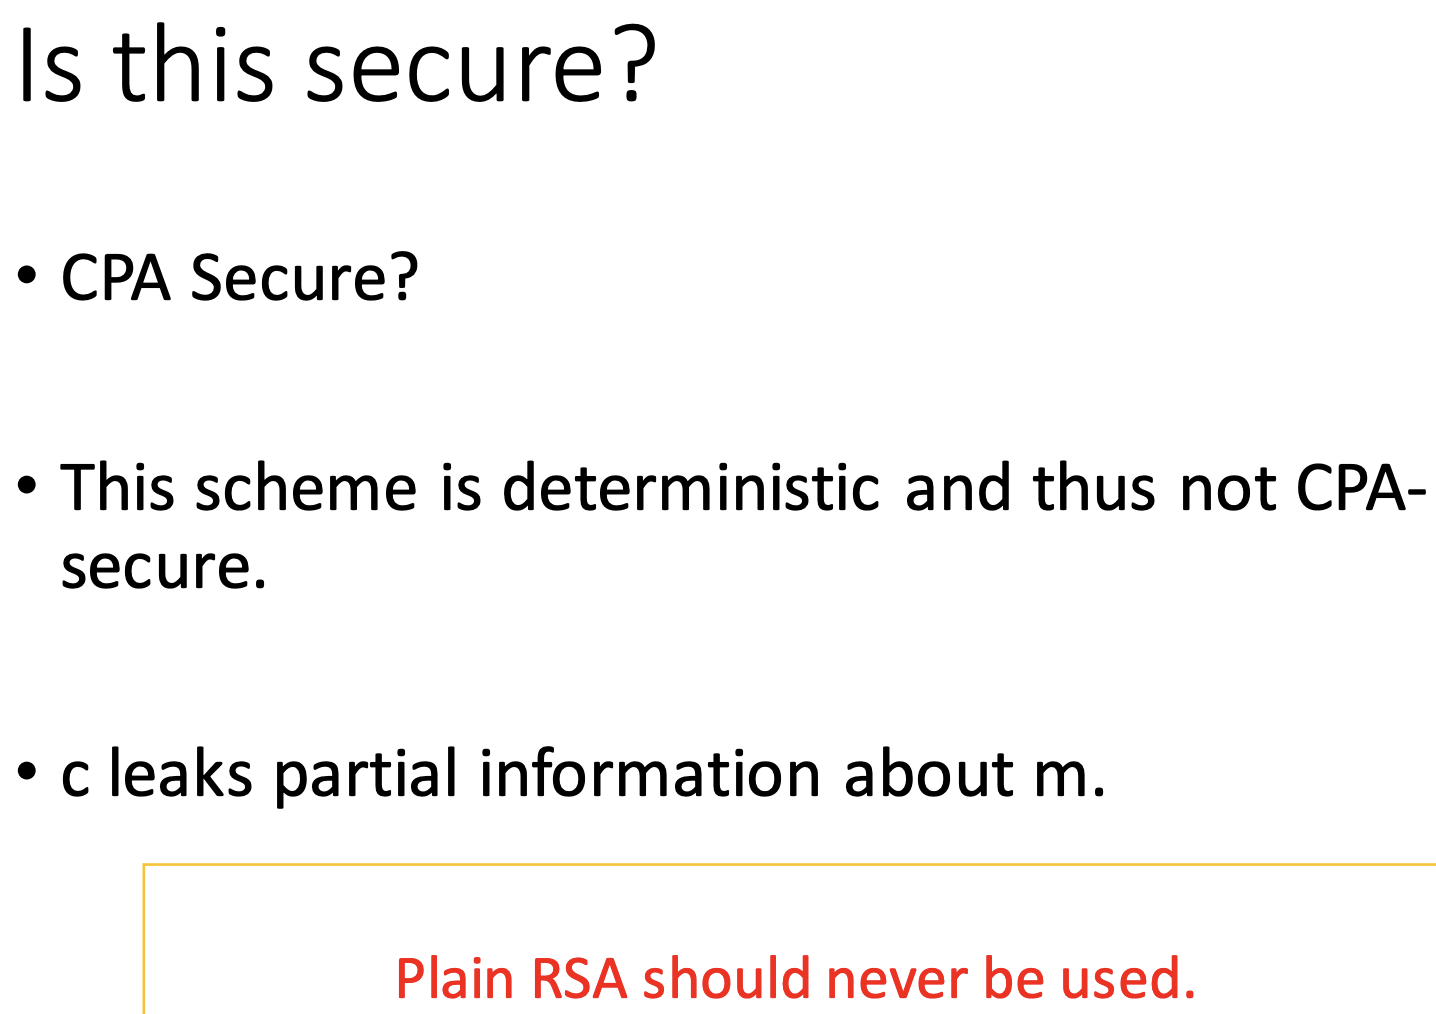 Is this secure?
• CPA Secure?
• This scheme is deterministic and thus not CPA-
secure.
• c leaks partial information about m.
Plain RSA should never be used.